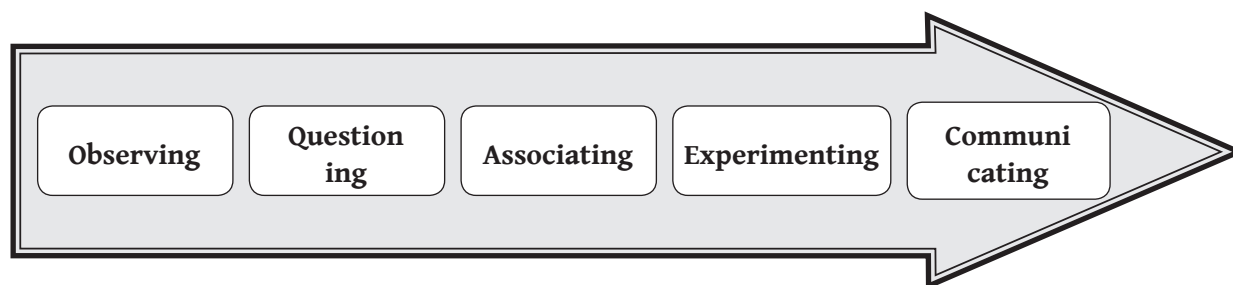 Observing
Question
ing
Associating
Experimenting
Communi
cating